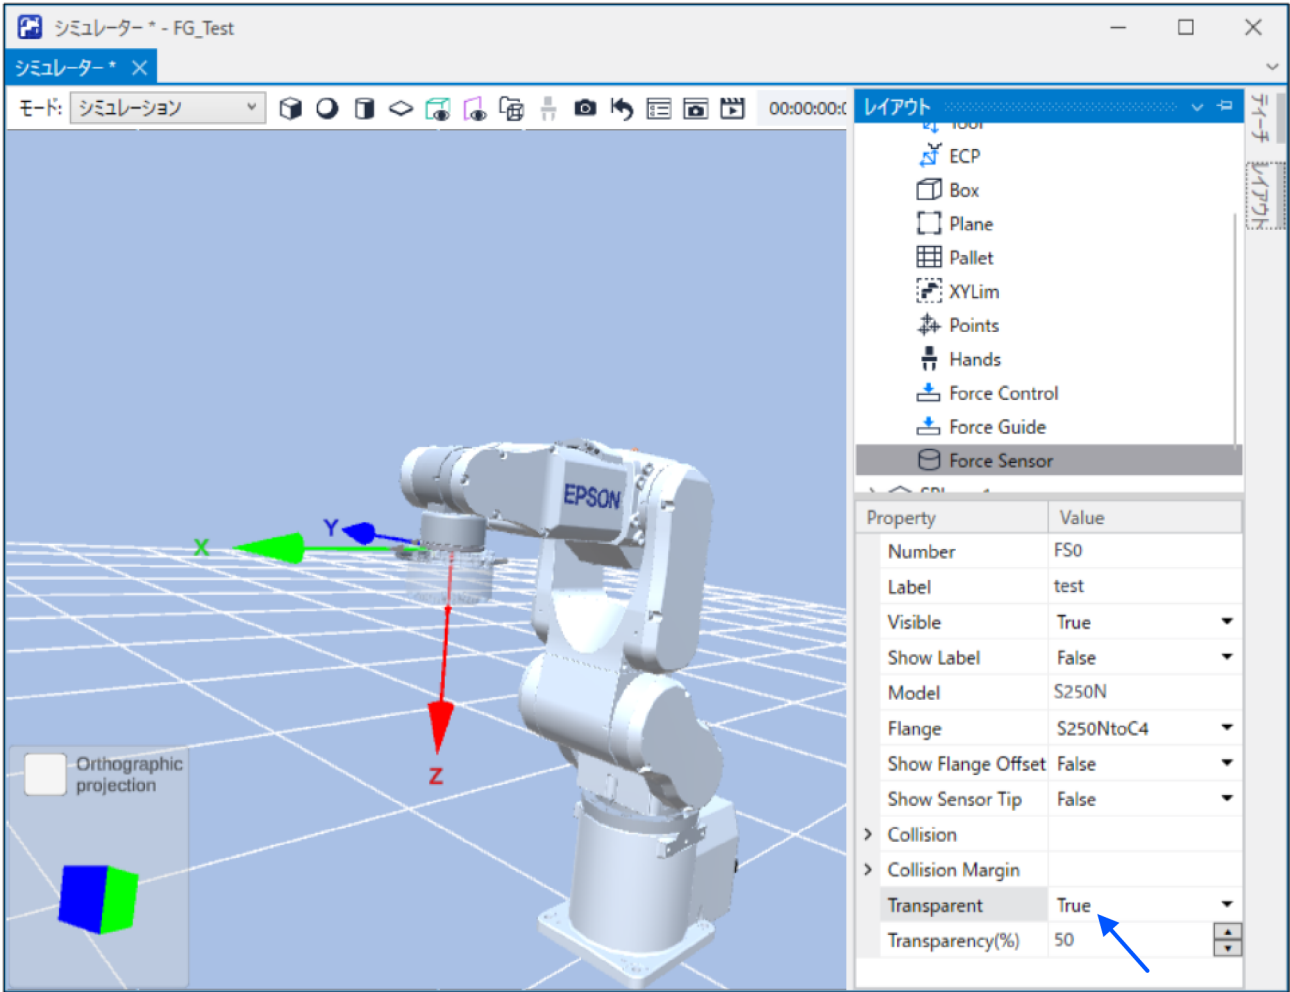 シミュレーター * - FG_Test
シミュレーター *
モード: シミュレーション
00:00:00:0
レイアウト
ティーチ
レイアウト
Tool
ECP
Box
Plane
Pallet
XYLim
Points
Hands
Force Control
Force Guide
Force Sensor
Property Value
Number FS0
Label test
Visible True
Show Label False
Model S250N
Flange S250NtoC4
Show Flange Offset False
Show Sensor Tip False
Collision
Collision Margin
Transparent True
Transparency(%) 50
EPSON
X
Y
Z
Orthographic
projection